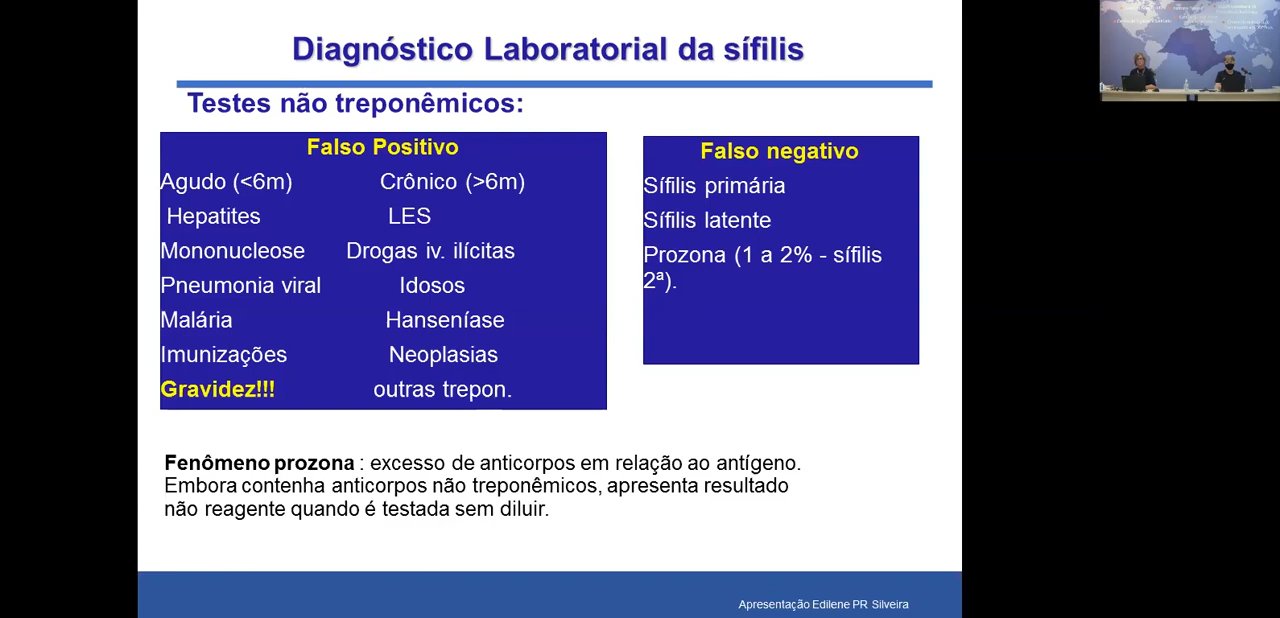 Diagnóstico Laboratorial da sífilis
Testes não treponêmicos:
Falso Positivo
Agudo (<6m) Crônico (>6m)
Hepatites LES
Mononucleose Drogas iv. ilícitas
Pneumonia viral Idosos
Malária Hanseníase
Imunizações Neoplasias
Gravidez!!! outras trepon.
Falso negativo
Sífilis primária
Sífilis latente
Prozona (1 a 2% - sífilis
2ª).
Fenômeno prozona : excesso de anticorpos em relação ao antígeno.
Embora contenha anticorpos não treponêmicos, apresenta resultado
não reagente quando é testada sem diluir.
Apresentação Edilene PR Silveira